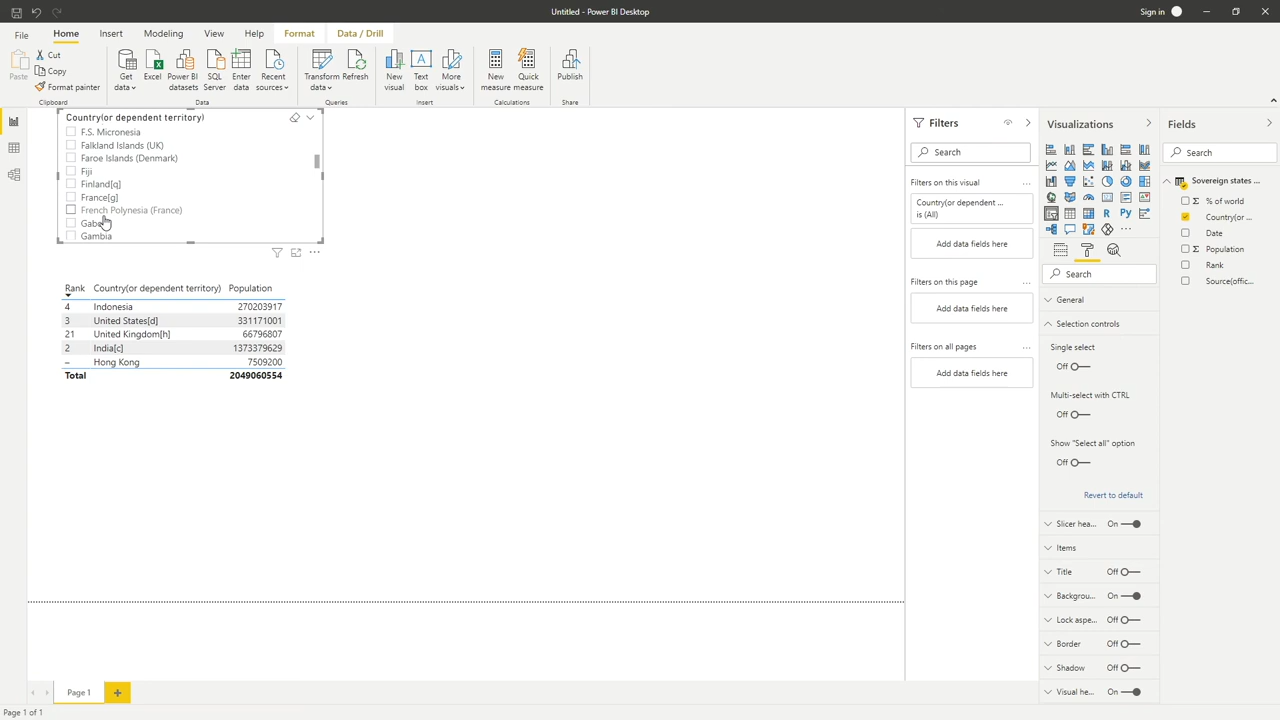 Untitled - Power BI Desktop
Sign in
File
Home
Insert
Modeling
View
Help
Format
Data / Drill
Paste
Cut
Copy
Format painter
Clipboard
Get data
Excel
Power BI datasets
SQL Server
Enter data
Recent sources
Data
Transform data
Refresh
Queries
New visual
Text box
More visuals
Insert
New measure
Quick measure
Calculations
Publish
Share
Country(or dependent territory)
F.S. Micronesia
Falkland Islands (UK)
Faroe Islands (Denmark)
Fiji
Finland[q]
France[g]
French Polynesia (France)
Gambia
Rank Country(or dependent territory) Population
4 Indonesia 270203917
3 United States[d] 331171001
21 United Kingdom[h] 66796807
2 India[c] 1373379629
– Hong Kong 7509200
Total 2049060554
Filters
Search
Filters on this visual ...
Country(or dependent ...
is (All)
Add data fields here
Filters on this page ...
Add data fields here
Filters on all pages ...
Add data fields here
Visualizations
R
Py
...
Search
General
Selection controls
Single select
Off
Multi-select with CTRL
Off
Show "Select all" option
Off
Revert to default
Slicer hea... On
Items
Title Off
Backgrou... On
Lock aspe... Off
Border Off
Shadow Off
Visual he... On
Fields
Search
Sovereign states ...
Σ % of world
Country(or ...
Date
Σ Population
Rank
Source(offic...
Page 1
Page 1 of 1